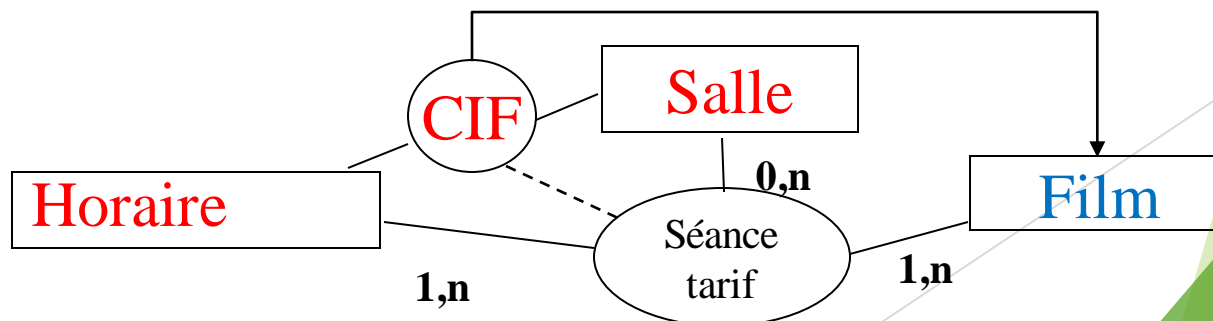 CIF
Salle
Horaire
Film
0,n
Séance
tarif
1,n
1,n